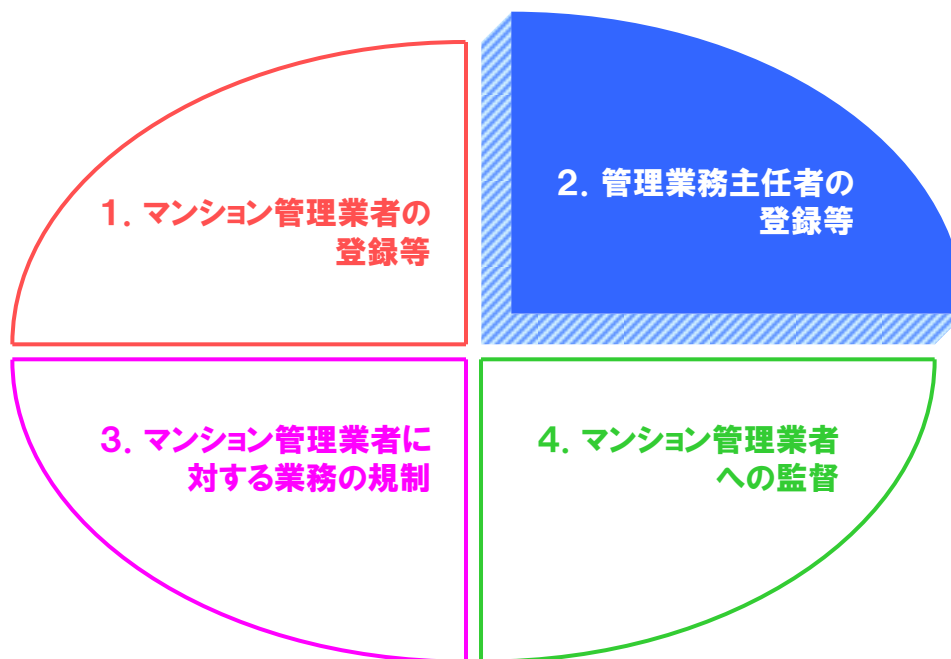 1. マンション管理業者の
登録等
2. 管理業務主任者の
登録等
3. マンション管理業者に
対する業務の規制
4. マンション管理業者
への監督